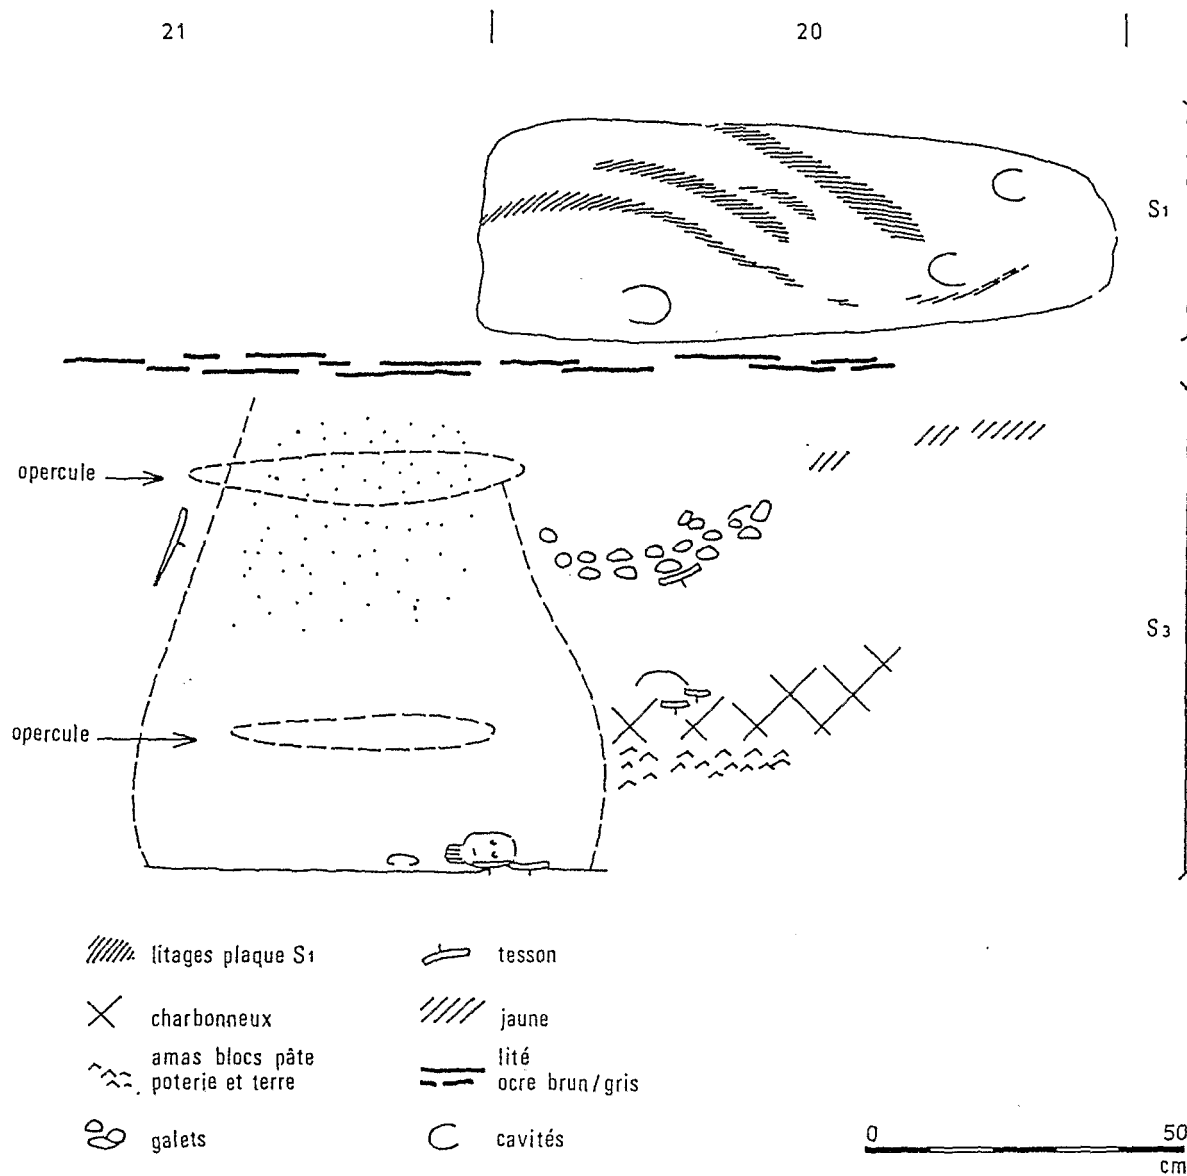 21
20
S1
opercule
S3
opercule
litages plaque S1
tesson
charbonneux
jaune
amas blocs pâte
poterie et terre
lité
ocre brun/gris
galets
cavités
0
50
cm